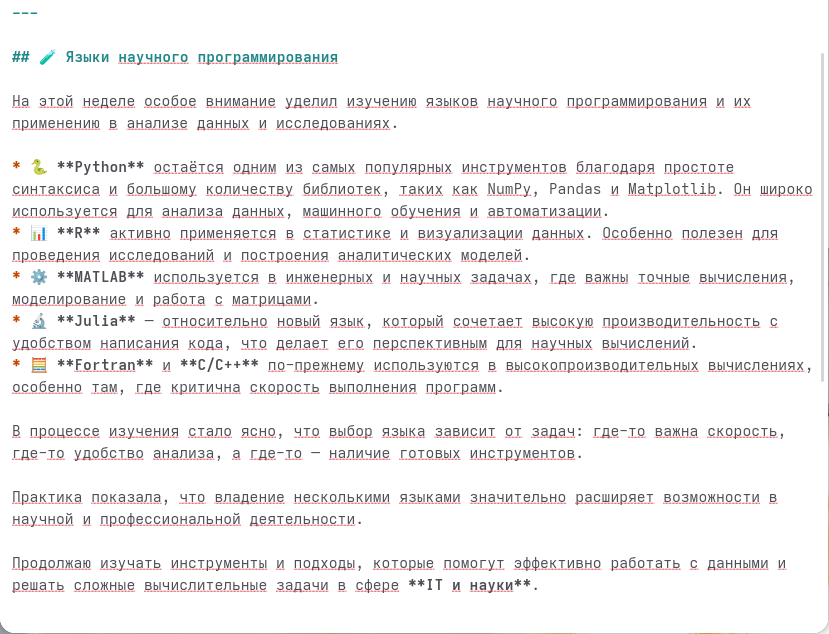 ---
## 🧪 Языки научного программирования
На этой неделе особое внимание уделил изучению языков научного программирования и их
применению в анализе данных и исследованиях.
* 🐍 **Python** остаётся одним из самых популярных инструментов благодаря простоте
синтаксиса и большому количеству библиотек, таких как NumPy, Pandas и Matplotlib. Он широко
используется для анализа данных, машинного обучения и автоматизации.
* 📊 **R** активно применяется в статистике и визуализации данных. Особенно полезен для
проведения исследований и построения аналитических моделей.
* ⚙️ **MATLAB** используется в инженерных и научных задачах, где важны точные вычисления,
моделирование и работа с матрицами.
* 🔬 **Julia** — относительно новый язык, который сочетает высокую производительность с
удобством написания кода, что делает его перспективным для научных вычислений.
* 🧮 **Fortran** и **C/C++** по-прежнему используются в высокопроизводительных вычислениях,
особенно там, где критична скорость выполнения программ.
В процессе изучения стало ясно, что выбор языка зависит от задач: где-то важна скорость,
где-то удобство анализа, а где-то — наличие готовых инструментов.
Практика показала, что владение несколькими языками значительно расширяет возможности в
научной и профессиональной деятельности.
Продолжаю изучать инструменты и подходы, которые помогут эффективно работать с данными и
решать сложные вычислительные задачи в сфере **IT и науки**.